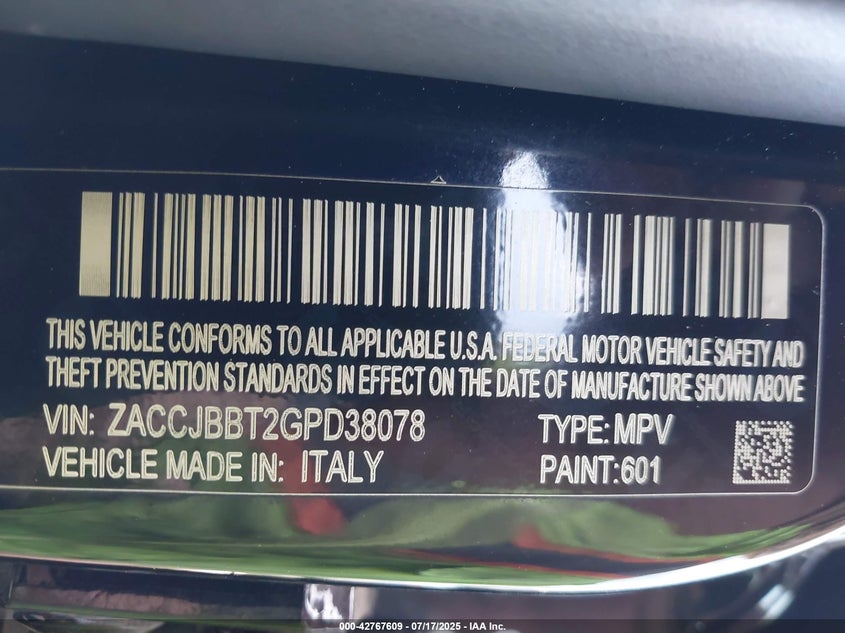 THIS VEHICLE CONFORMS TO ALL APPLICABLE U.S.A. FEDERAL MOTOR VEHICLE SAFETY AND
THEFT PREVENTION STANDARDS IN EFFECT ON THE DATE OF MANUFACTURE SHOWN ABOVE
VIN: ZACCJBBT2GPD38078 TYPE: MPV
VEHICLE MADE IN: ITALY PAINT:601
000-42767609 - 07/17/2025 - IAA Inc.